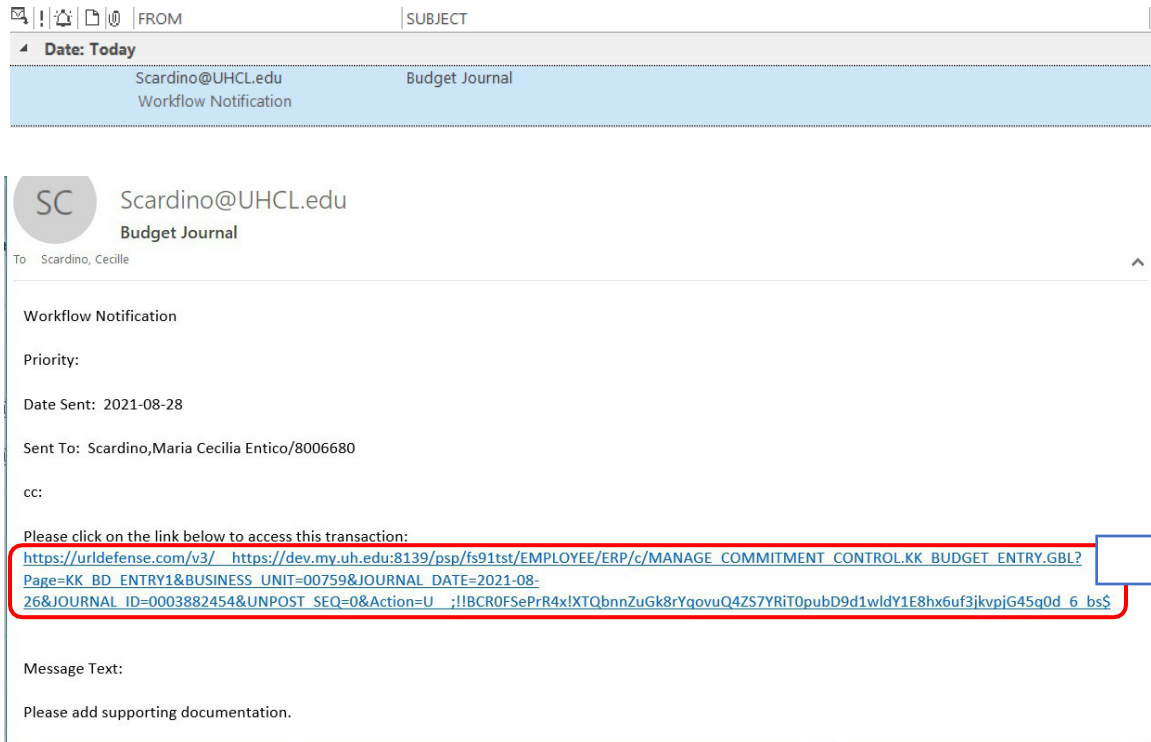 FROM SUBJECT
Date: Today
Scardino@UHCL.edu Budget Journal
Workflow Notification
SC
Scardino@UHCL.edu
Budget Journal
To Scardino, Cecille
Workflow Notification
Priority:
Date Sent: 2021-08-28
Sent To: Scardino,Maria Cecilia Entico/8006680
cc:
Please click on the link below to access this transaction:
https://urldefense.com/v3/__https://dev.my.uh.edu:8139/psp/fs91tst/EMPLOYEE/ERP/c/MANAGE_COMMITMENT_CONTROL.KK_BUDGET_ENTRY.GBL?
Page=KK_BD_ENTRY1&BUSINESS_UNIT=00759&JOURNAL_DATE=2021-08-
26&JOURNAL_ID=0003882454&UNPOST_SEQ=0&Action=U__;!!BCR0FSePrR4x!XTQbnnZuGk8rYqovuQ4ZS7YRiT0pubD9d1wldY1E8hx6uf3jkvpjG45q0d_6_bs$
Message Text:
Please add supporting documentation.